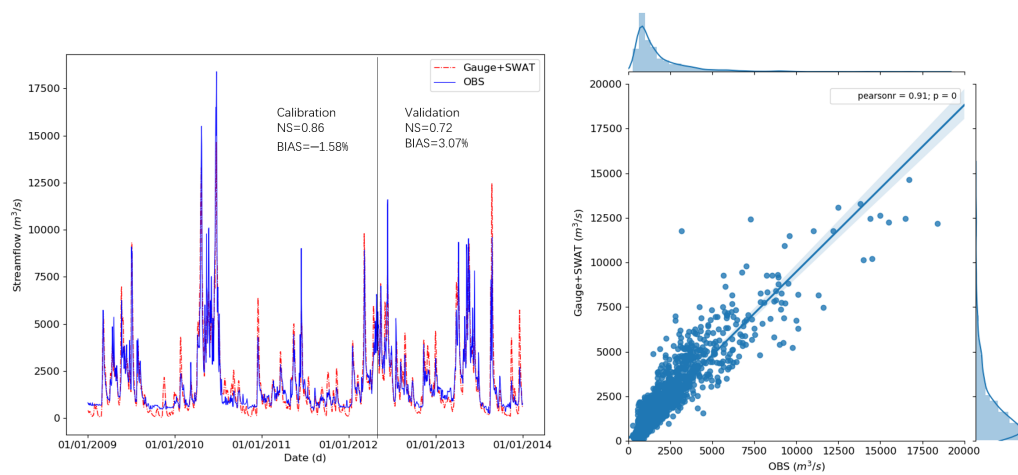 Gauge+SWAT
OBS
Calibration
NS=0.86
BIAS=−1.58%
Validation
NS=0.72
BIAS=3.07%
Streamflow (m³/s)
17500
15000
12500
10000
7500
5000
2500
0
01/01/2009
01/01/2010
01/01/2011
01/01/2012
01/01/2013
01/01/2014
Date (d)
pearsonr = 0.91; p = 0
Gauge+SWAT (m³/s)
20000
17500
15000
12500
10000
7500
5000
2500
0
0
2500
5000
7500
10000
12500
15000
17500
20000
OBS (m³/s)